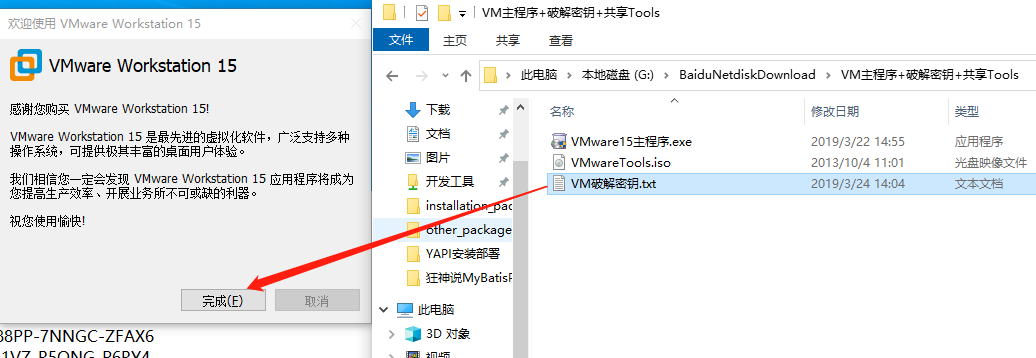 欢迎使用 VMware Workstation 15
VMware Workstation 15
感谢您购买 VMware Workstation 15!
VMware Workstation 15 是最先进的虚拟化软件，广泛支持多种
操作系统，可提供极其丰富的桌面用户体验。
我们相信您一定会发现 VMware Workstation 15 应用程序将成为
您提高生产效率、开展业务所不可或缺的利器。
祝您使用愉快!
完成(F) 取消
38PP-7NNGC-ZFAX6
VM主程序+破解密钥+共享Tools
文件 主页 共享 查看
此电脑 本地磁盘 (G:) BaiduNetdiskDownload VM主程序+破解密钥+共享Tools
下载
文档
图片
开发工具
installation_pac
other_package
YAPI安装部署
狂神说MyBatis
此电脑
3D 对象
视频
名称 修改日期 类型
VMware15主程序.exe 2019/3/22 14:55 应用程序
VMwareTools.iso 2013/10/4 11:01 光盘映像文件
VM破解密钥.txt 2019/3/24 14:04 文本文档